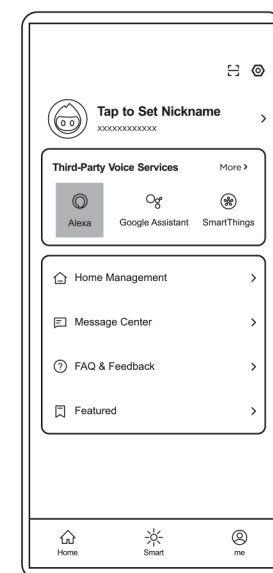 Tap to Set Nickname
xxxxxxxxxxxx
Third-Party Voice Services More
Alexa Google Assistant SmartThings
Home Management
Message Center
FAQ & Feedback
Featured
Home Smart me